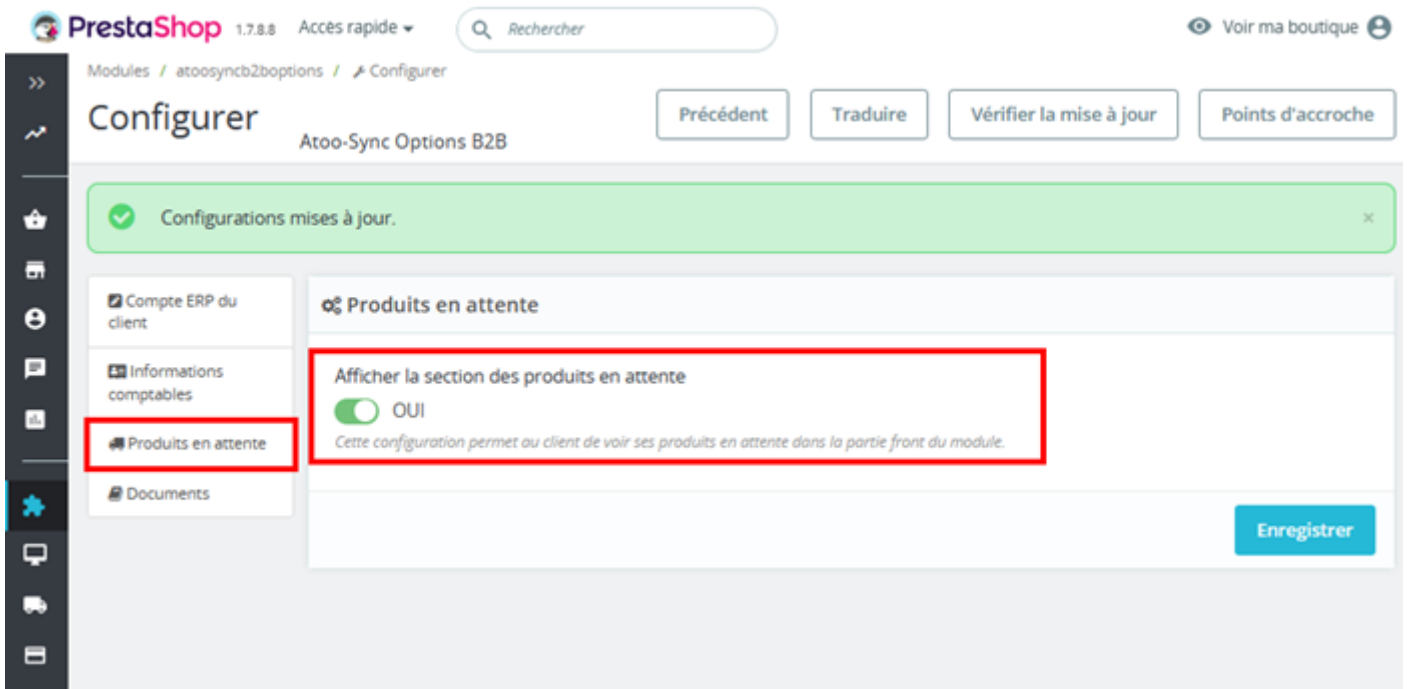 PrestaShop 1.7.8.8 Accès rapide Rechercher Voir ma boutique
Modules / atoosyncb2boptions / Configurer
Configurer
Atoo-Sync Options B2B
Précédent Traduire Vérifier la mise à jour Points d'accroche
Configurations mises à jour. ×
Compte ERP du
client
Informations
comptables
Produits en attente
Documents
Produits en attente
Afficher la section des produits en attente
OUI
Cette configuration permet au client de voir ses produits en attente dans la partie front du module.
Enregistrer